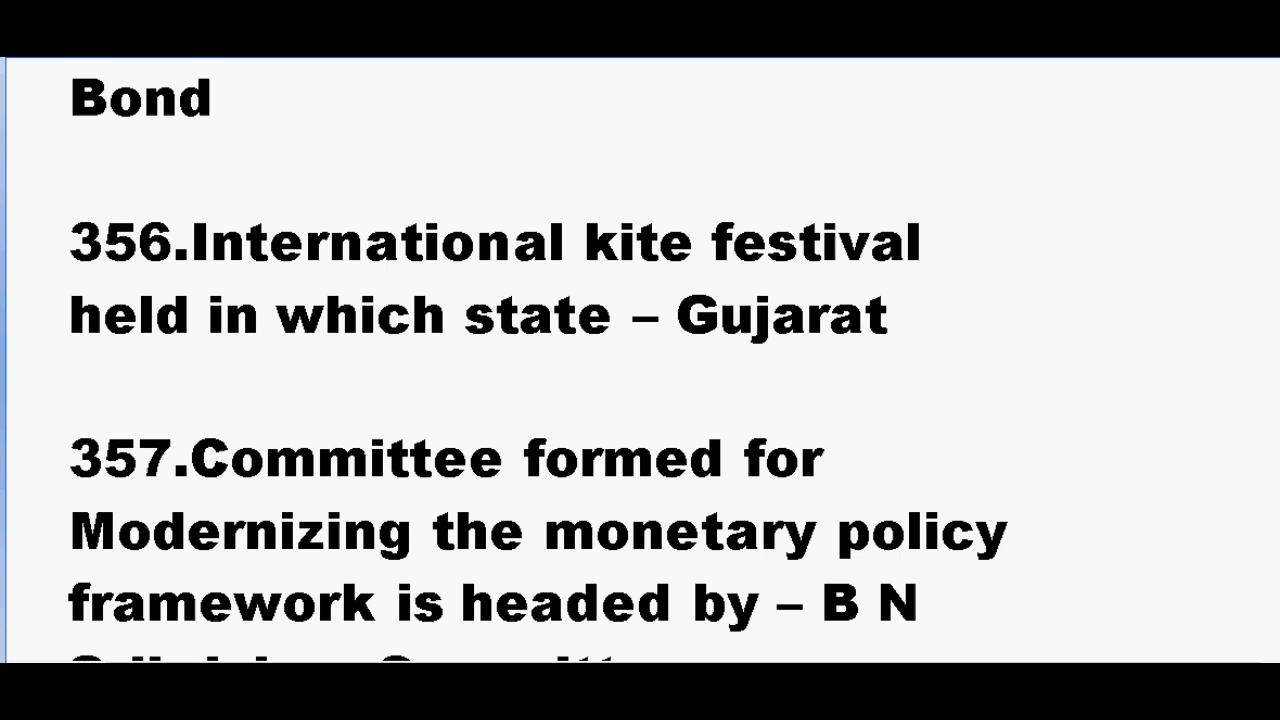 Bond
356.International kite festival
held in which state – Gujarat
357.Committee formed for
Modernizing the monetary policy
framework is headed by – B N